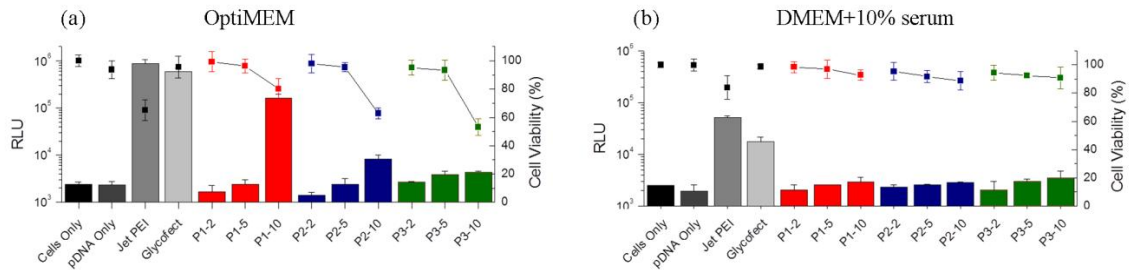 (a) OptiMEM
RLU
10⁶
10⁵
10⁴
10³
100
80
60
40
20
0
Cell Viability (%)
Cells Only
pDNA Only
Jet PEI
Glycofect
P1-2
P1-5
P1-10
P2-2
P2-5
P2-10
P3-2
P3-5
P3-10
(b) DMEM+10% serum
RLU
10⁶
10⁵
10⁴
10³
100
80
60
40
20
0
Cell Viability (%)
Cells Only
pDNA Only
Jet PEI
Glycofect
P1-2
P1-5
P1-10
P2-2
P2-5
P2-10
P3-2
P3-5
P3-10